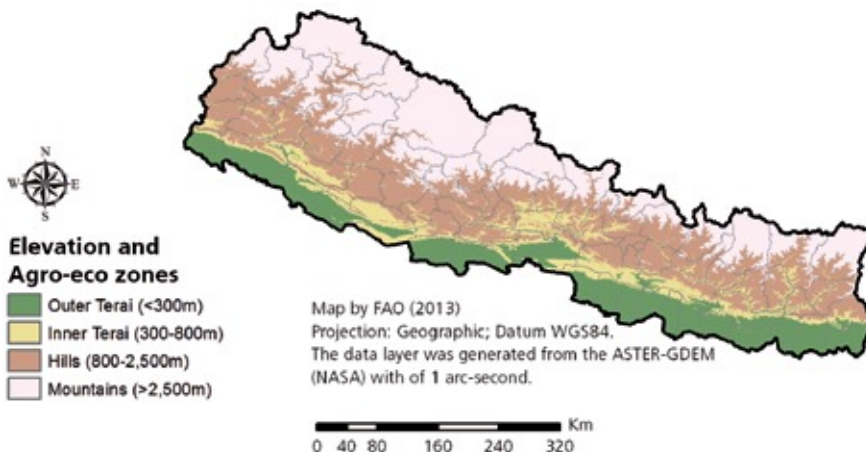 N
W E
S
Elevation and
Agro-eco zones
Outer Terai (<300m)
Inner Terai (300-800m)
Hills (800-2,500m)
Mountains (>2,500m)
Map by FAO (2013)
Projection: Geographic; Datum WGS84.
The data layer was generated from the ASTER-GDEM
(NASA) with of 1 arc-second.
Km
0 40 80 160 240 320